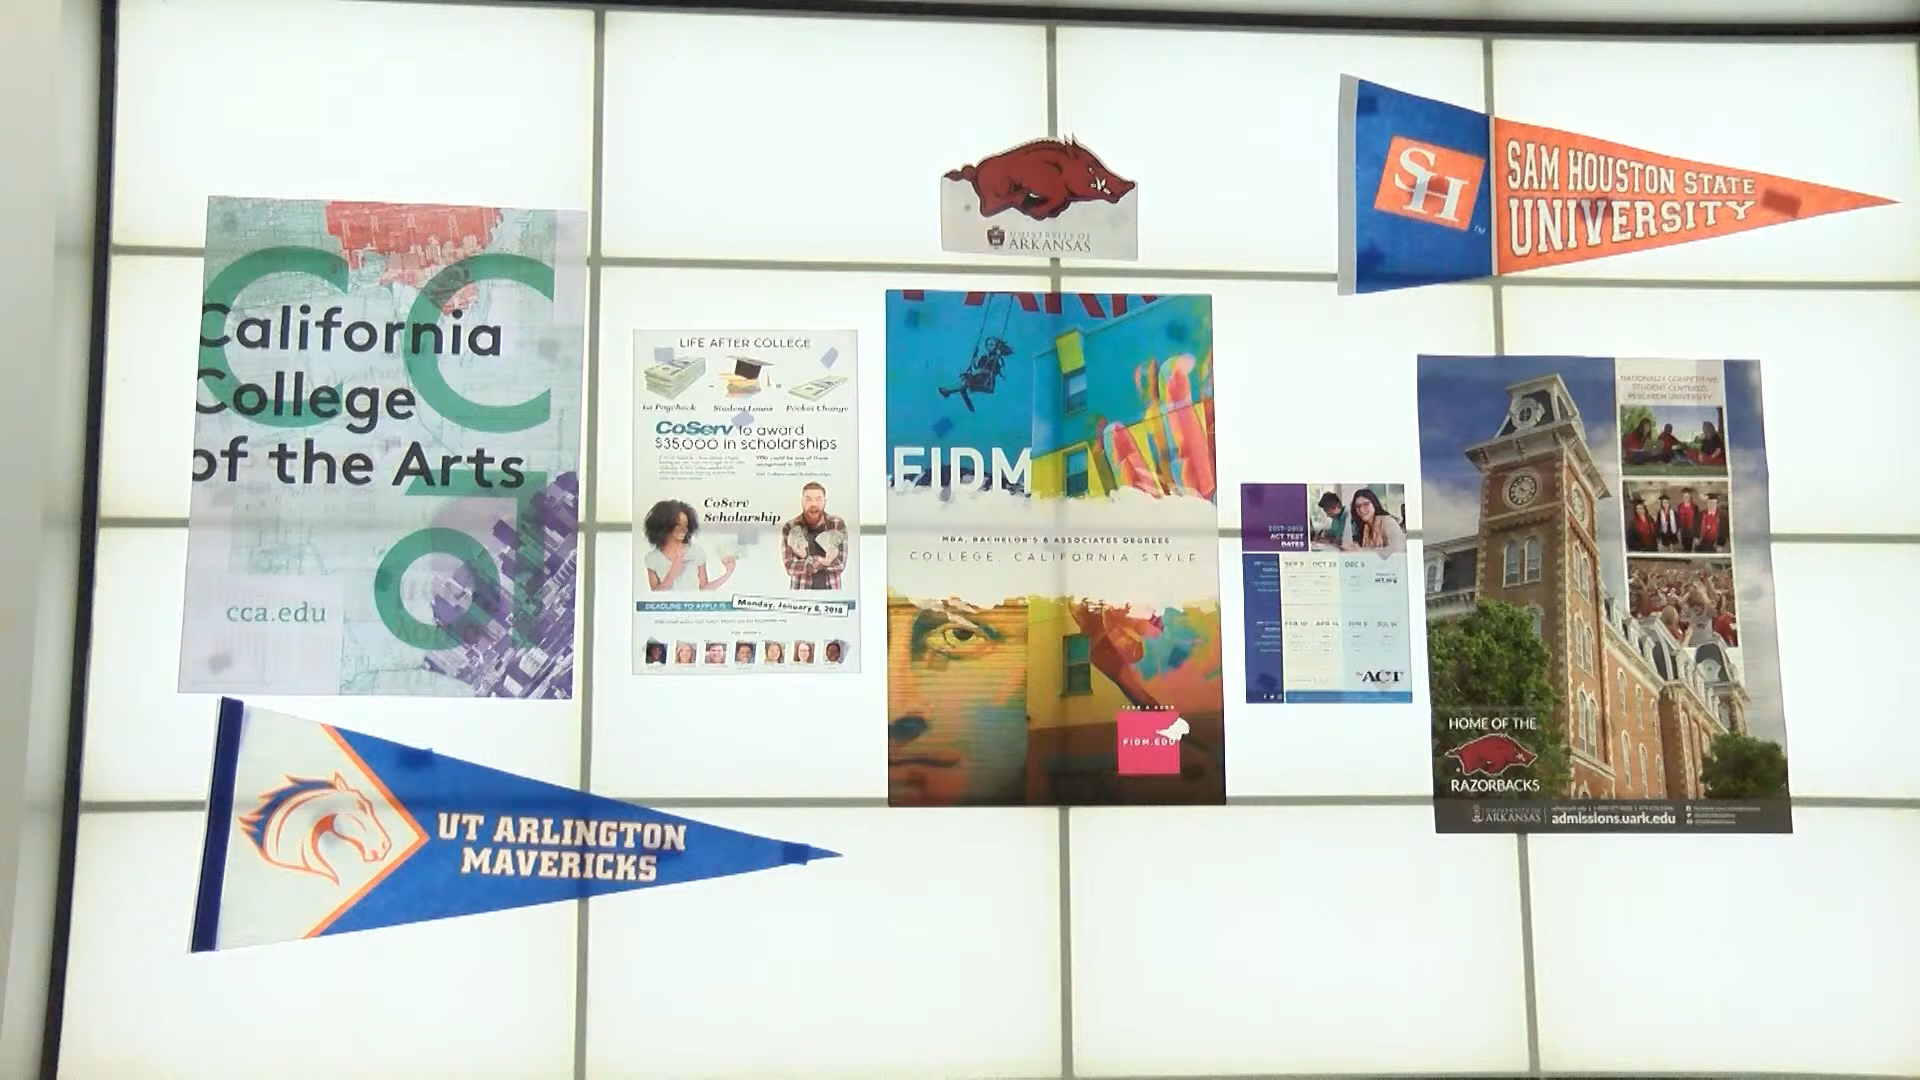 California
College
of the Arts
cca.edu
UT ARLINGTON
MAVERICKS
LIFE AFTER COLLEGE
1st Paycheck
Student Loans
Pocket Change
CoServ to award
$35,000 in scholarships
CoServ
Scholarship
DEADLINE TO APPLY IS
Monday, January 8, 2018
UNIVERSITY OF
ARKANSAS
FIDM
MBA, BACHELOR'S & ASSOCIATES DEGREES
COLLEGE, CALIFORNIA STYLE
FIDM.EDU
SH
SAM HOUSTON STATE
UNIVERSITY
2017-2018
ACT TEST
DATES
SEP 9 OCT 28 DEC 9
act.org
FEB 10 APR 14 JUN 9 JUL 14
ACT
NATIONALLY COMPETITIVE
STUDENT CENTERED
RESEARCH UNIVERSITY
HOME OF THE
RAZORBACKS
UNIVERSITY OF
ARKANSAS
admissions.uark.edu